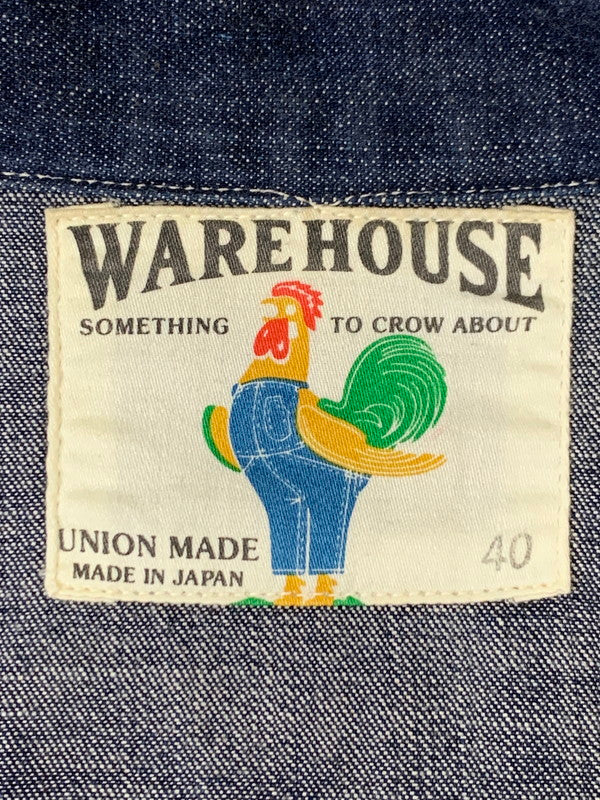 WAREHOUSE
SOMETHING TO CROW ABOUT
UNION MADE
MADE IN JAPAN
40